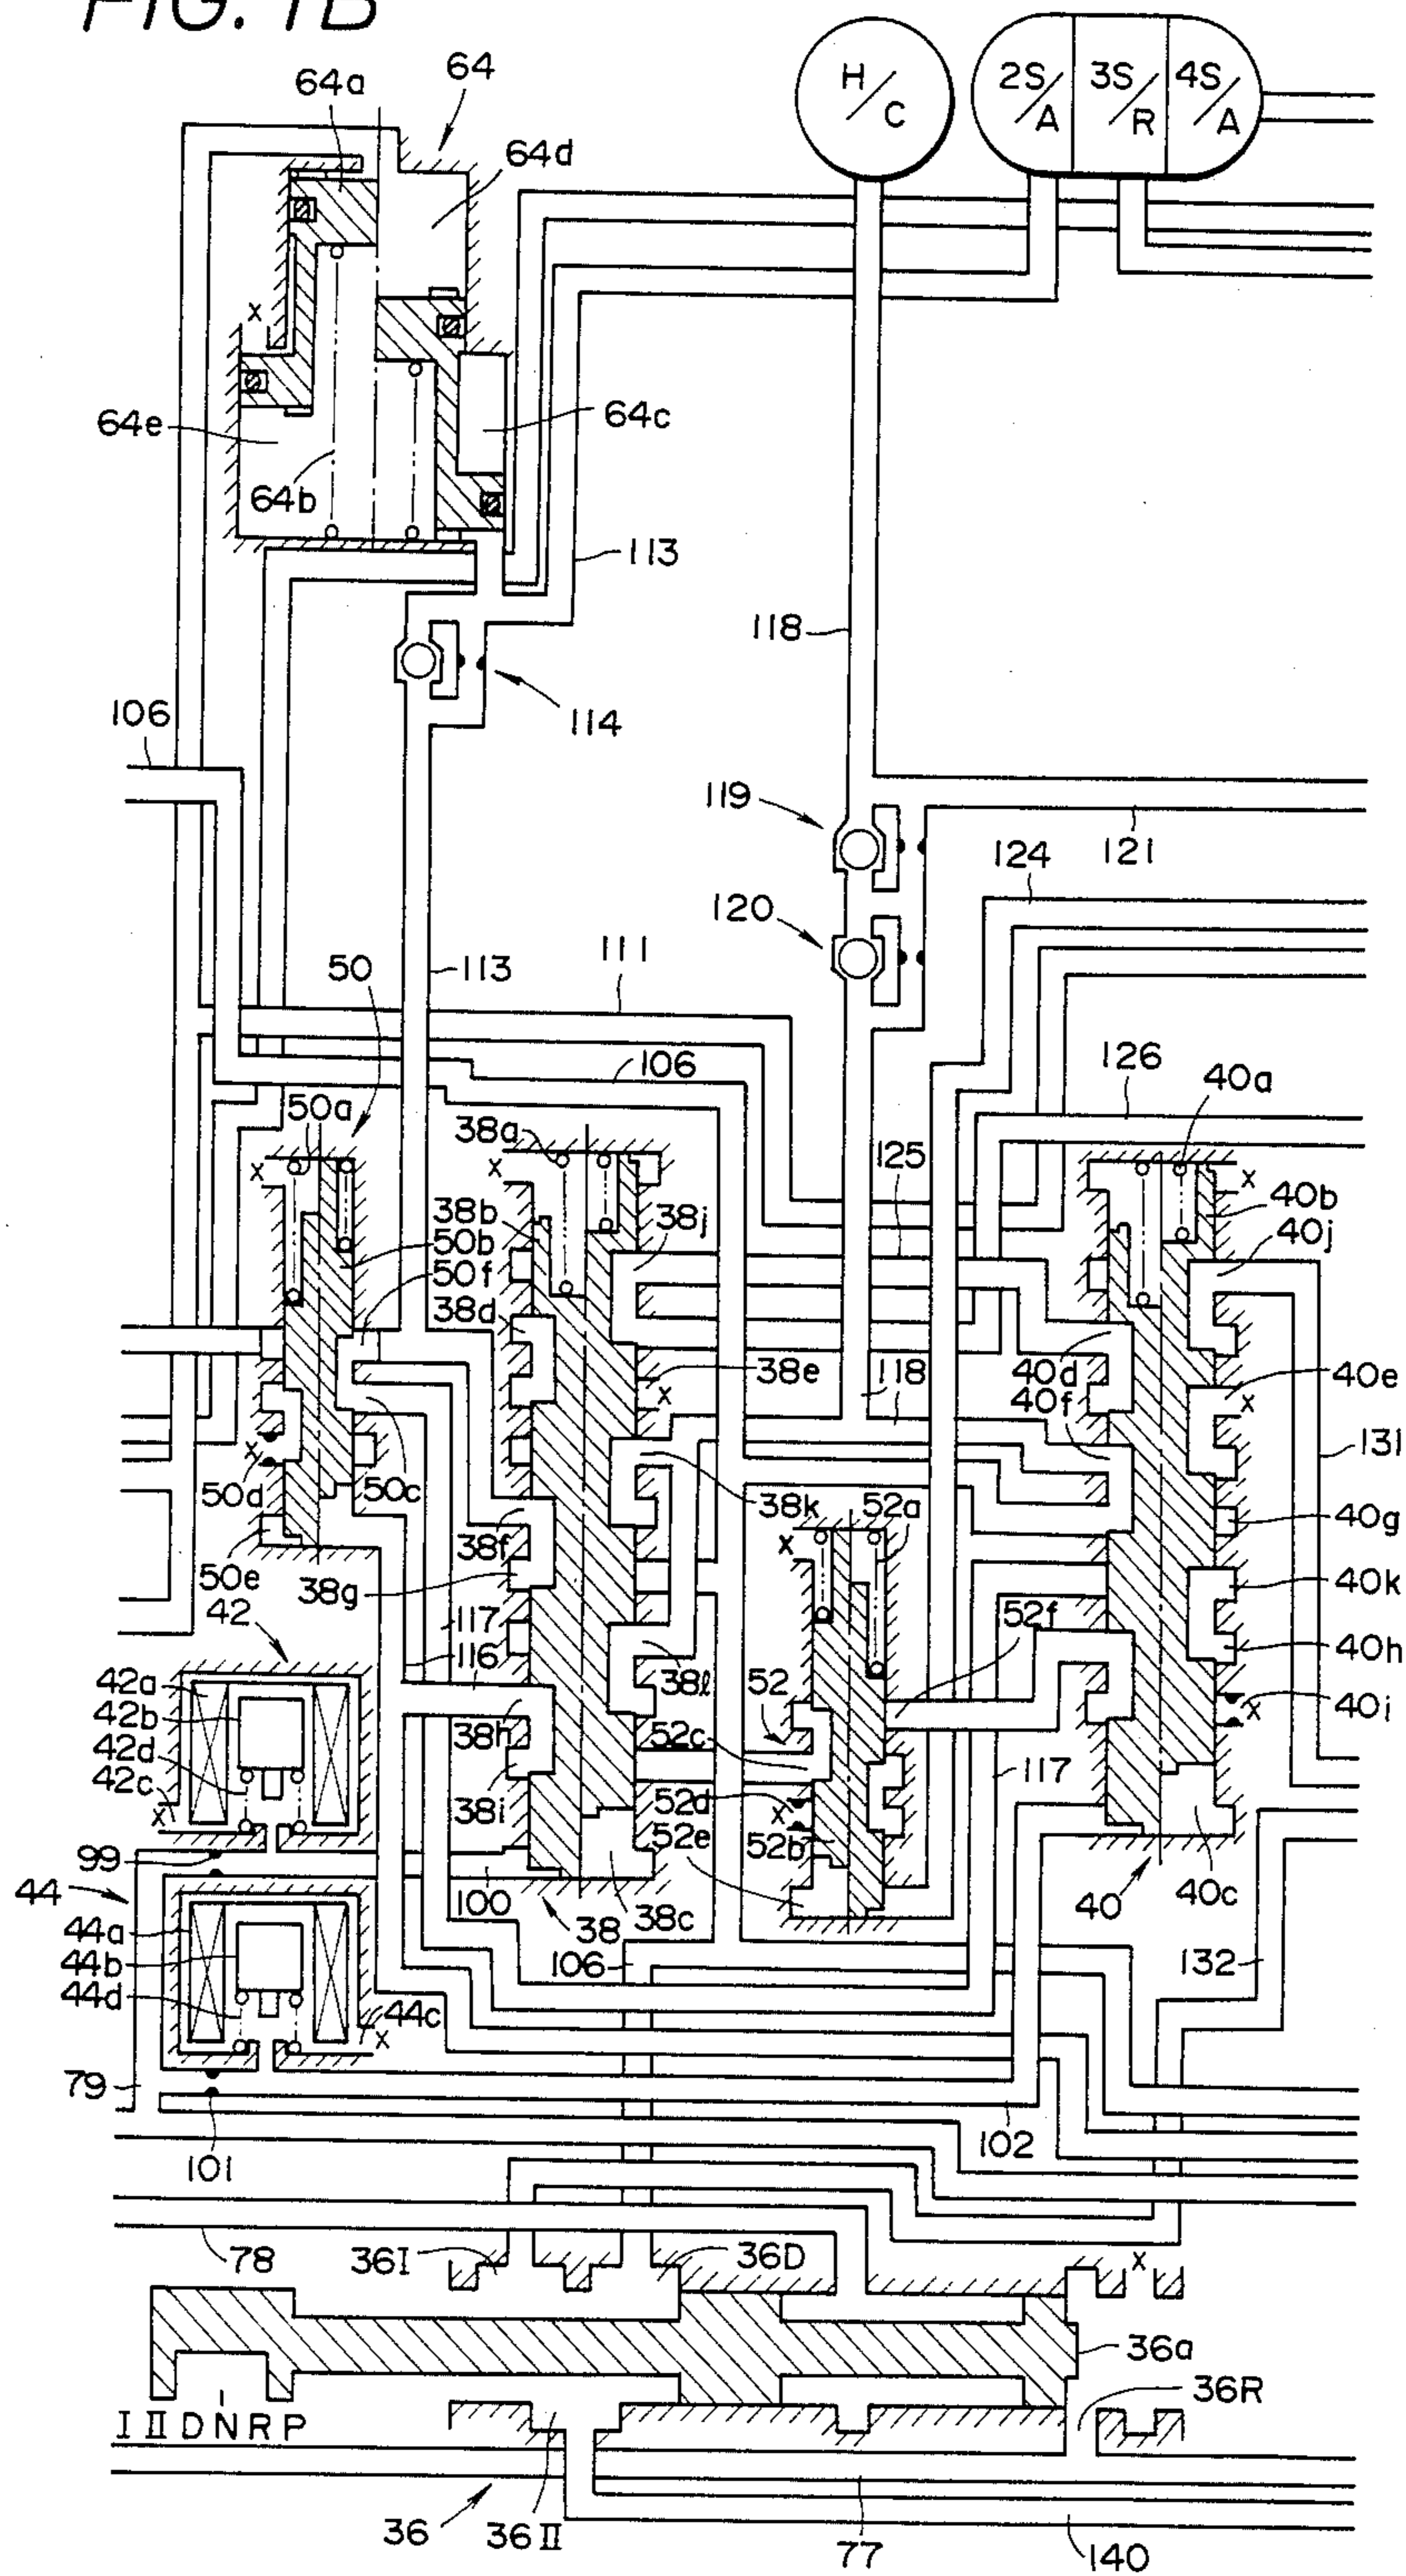 FIG. 1B
64
64a
H/C
2S/A 3S/R 4S/A
64d
x
64e
64c
64b
113
118
106
114
119
121
124
120
113
50
111
106
126
40a
50a
38a
x
x
125
x
38b
38j
40b
50b
40j
50f
38d
38e
40d
40e
118
x
40f
x
131
x
50d
50c
38k
52a
40g
38f
x
50e
38g
40k
42
117
52f
40h
116
42a
38l
52
40i
x
42b
38h
42d
52c
42c
38i
117
x
52d
x
52e
52b
99
44
100
38
38c
40
40c
44a
44b
106
132
44d
44c
x
79
102
101
78
36I
36D
x
36a
36R
I II D N R P
36
36II
77
140